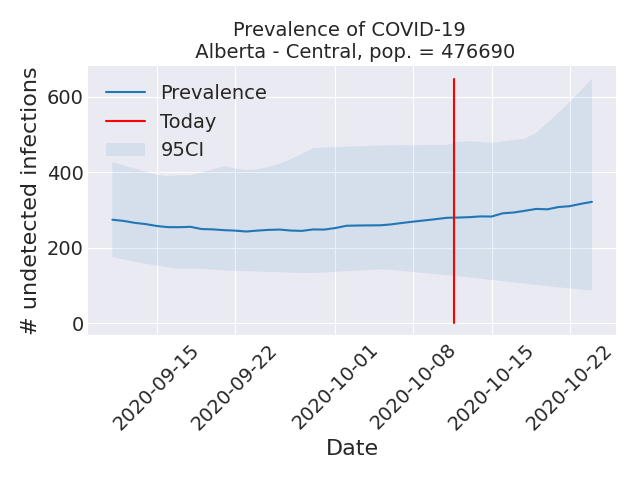 Prevalence of COVID-19
Alberta - Central, pop. = 476690
# undetected infections
600
400
200
0
Prevalence
Today
95CI
2020-09-15
2020-09-22
2020-10-01
2020-10-08
2020-10-15
2020-10-22
Date